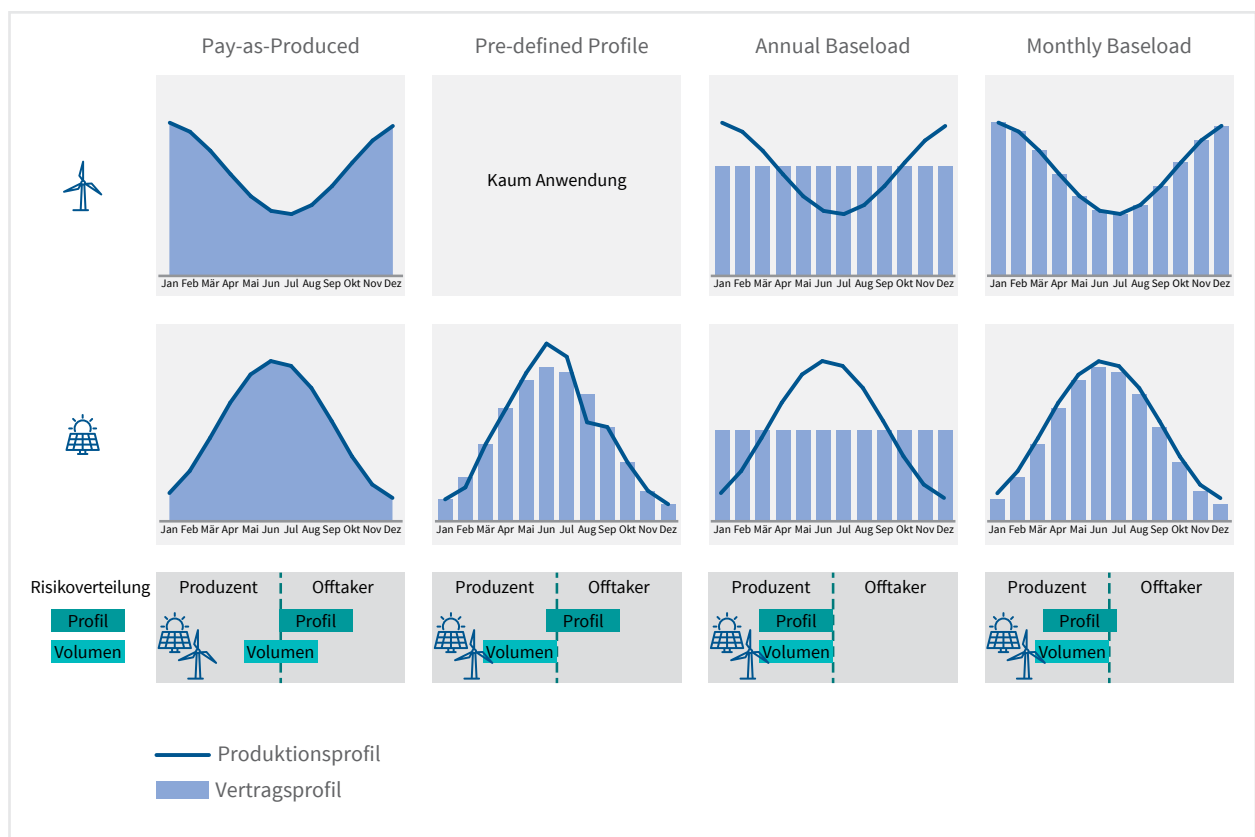 Pay-as-Produced
Pre-defined Profile
Annual Baseload
Monthly Baseload
Jan Feb Mär Apr Mai Jun Jul Aug Sep Okt Nov Dez
Kaum Anwendung
Jan Feb Mär Apr Mai Jun Jul Aug Sep Okt Nov Dez
Jan Feb Mär Apr Mai Jun Jul Aug Sep Okt Nov Dez
Jan Feb Mär Apr Mai Jun Jul Aug Sep Okt Nov Dez
Jan Feb Mär Apr Mai Jun Jul Aug Sep Okt Nov Dez
Jan Feb Mär Apr Mai Jun Jul Aug Sep Okt Nov Dez
Jan Feb Mär Apr Mai Jun Jul Aug Sep Okt Nov Dez
Risikoverteilung
Profil
Volumen
Produzent Offtaker
Profil
Volumen
Produzent Offtaker
Profil
Volumen
Produzent Offtaker
Profil
Volumen
Produzent Offtaker
Profil
Volumen
Produktionsprofil
Vertragsprofil